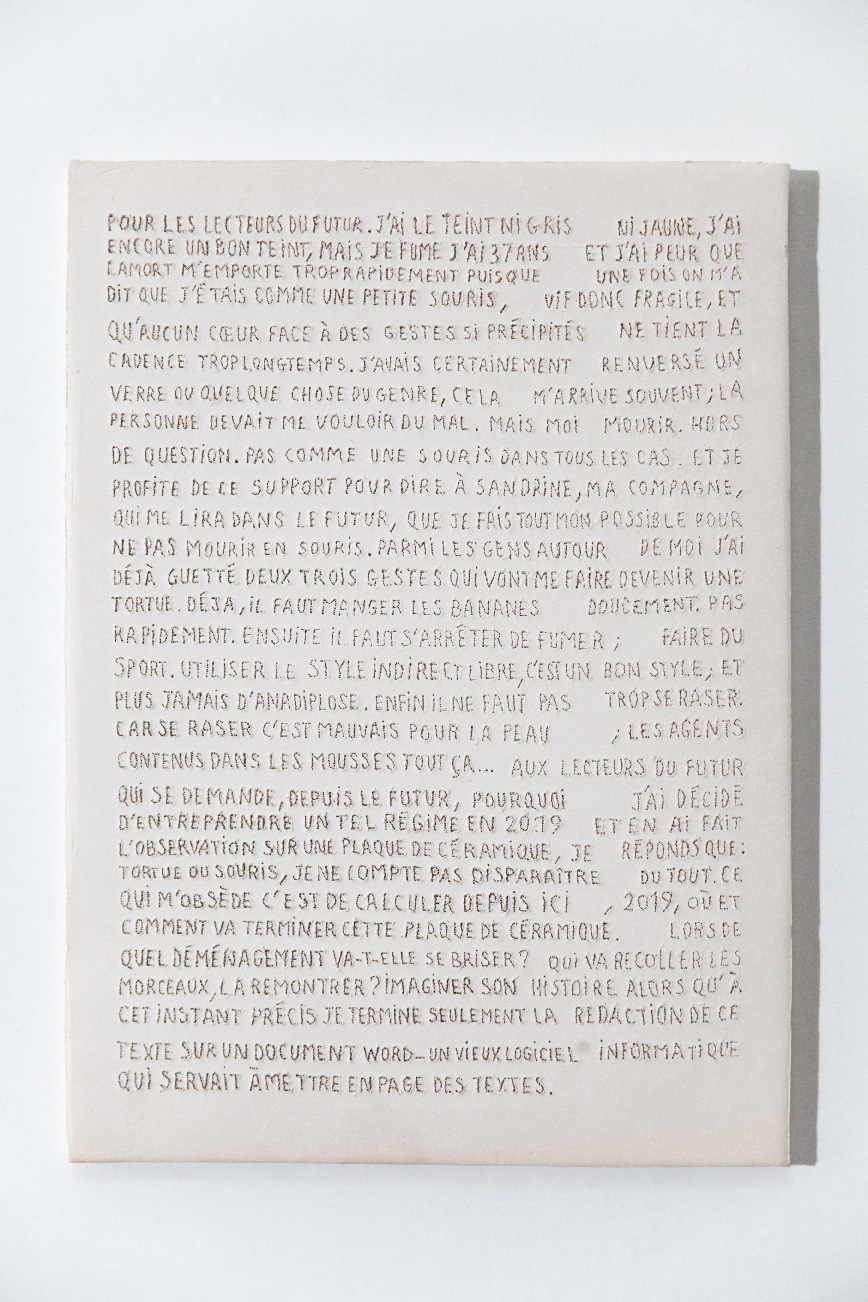 POUR LES LECTEURS DU FUTUR. J'AI LE TEINT NI GRIS NI JAUNE, J'AI
ENCORE UN BON TEINT, MAIS JE FUME J'AI 37 ANS ET J'AI PEUR QUE
LA MORT M'EMPORTE TROP RAPIDEMENT PUISQUE UNE FOIS ON M'A
DIT QUE J'ÉTAIS COMME UNE PETITE SOURIS, VIF DONC FRAGILE, ET
QU'AUCUN CŒUR FACE À DES GESTES SI PRÉCIPITÉS NE TIENT LA
CADENCE TROP LONGTEMPS. J'AVAIS CERTAINEMENT RENVERSÉ UN
VERRE OU QUELQUE CHOSE DU GENRE, CELA M'ARRIVE SOUVENT ; LA
PERSONNE DEVAIT ME VOULOIR DU MAL. MAIS MOI MOURIR. HORS
DE QUESTION. PAS COMME UNE SOURIS DANS TOUS LES CAS. ET JE
PROFITE DE CE SUPPORT POUR DIRE À SANDRINE, MA COMPAGNE,
QUI ME LIRA DANS LE FUTUR, QUE JE FAIS TOUT MON POSSIBLE POUR
NE PAS MOURIR EN SOURIS. PARMI LES GENS AUTOUR DE MOI J'AI
DÉJÀ GUETTÉ DEUX TROIS GESTES QUI VONT ME FAIRE DEVENIR UNE
TORTUE. DÉJA, IL FAUT MANGER LES BANANES DOUCEMENT. PAS
RAPIDEMENT. ENSUITE IL FAUT S'ARRÊTER DE FUMER ; FAIRE DU
SPORT. UTILISER LE STYLE INDIRECT LIBRE, C'EST UN BON STYLE, ET
PLUS JAMAIS D'ANADIPLOSE. ENFIN IL NE FAUT PAS TROP SE RASER.
CAR SE RASER C'EST MAUVAIS POUR LA PEAU ; LES AGENTS
CONTENUS DANS LES MOUSSES TOUT ÇA... AUX LECTEURS DU FUTUR
QUI SE DEMANDE, DEPUIS LE FUTUR, POURQUOI J'AI DÉCIDÉ
D'ENTREPRENDRE UN TEL RÉGIME EN 2019 ET EN AI FAIT
L'OBSERVATION SUR UNE PLAQUE DE CÉRAMIQUE, JE RÉPONDS QUE :
TORTUE OU SOURIS, JE NE COMPTE PAS DISPARAÎTRE DU TOUT. CE
QUI M'OBSÈDE C'EST DE CALCULER DEPUIS ICI , 2019, OÙ ET
COMMENT VA TERMINER CETTE PLAQUE DE CÉRAMIQUE. LORS DE
QUEL DÉMÉNAGEMENT VA-T-ELLE SE BRISER ? QUI VA RECOLLER LES
MORCEAUX, LA REMONTRER ? IMAGINER SON HISTOIRE ALORS QU'À
CET INSTANT PRÉCIS JE TERMINE SEULEMENT LA RÉDACTION DE CE
TEXTE SUR UN DOCUMENT WORD - UN VIEUX LOGICIEL INFORMATIQUE
QUI SERVAIT À METTRE EN PAGE DES TEXTES.